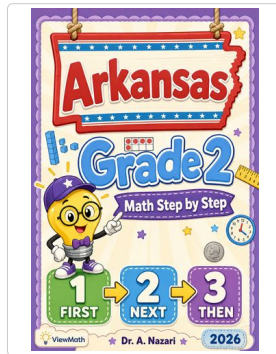 Arkansas
Grade 2
Math Step by Step
1 2 3
FIRST NEXT THEN
ViewMath Dr. A. Nazari 2026